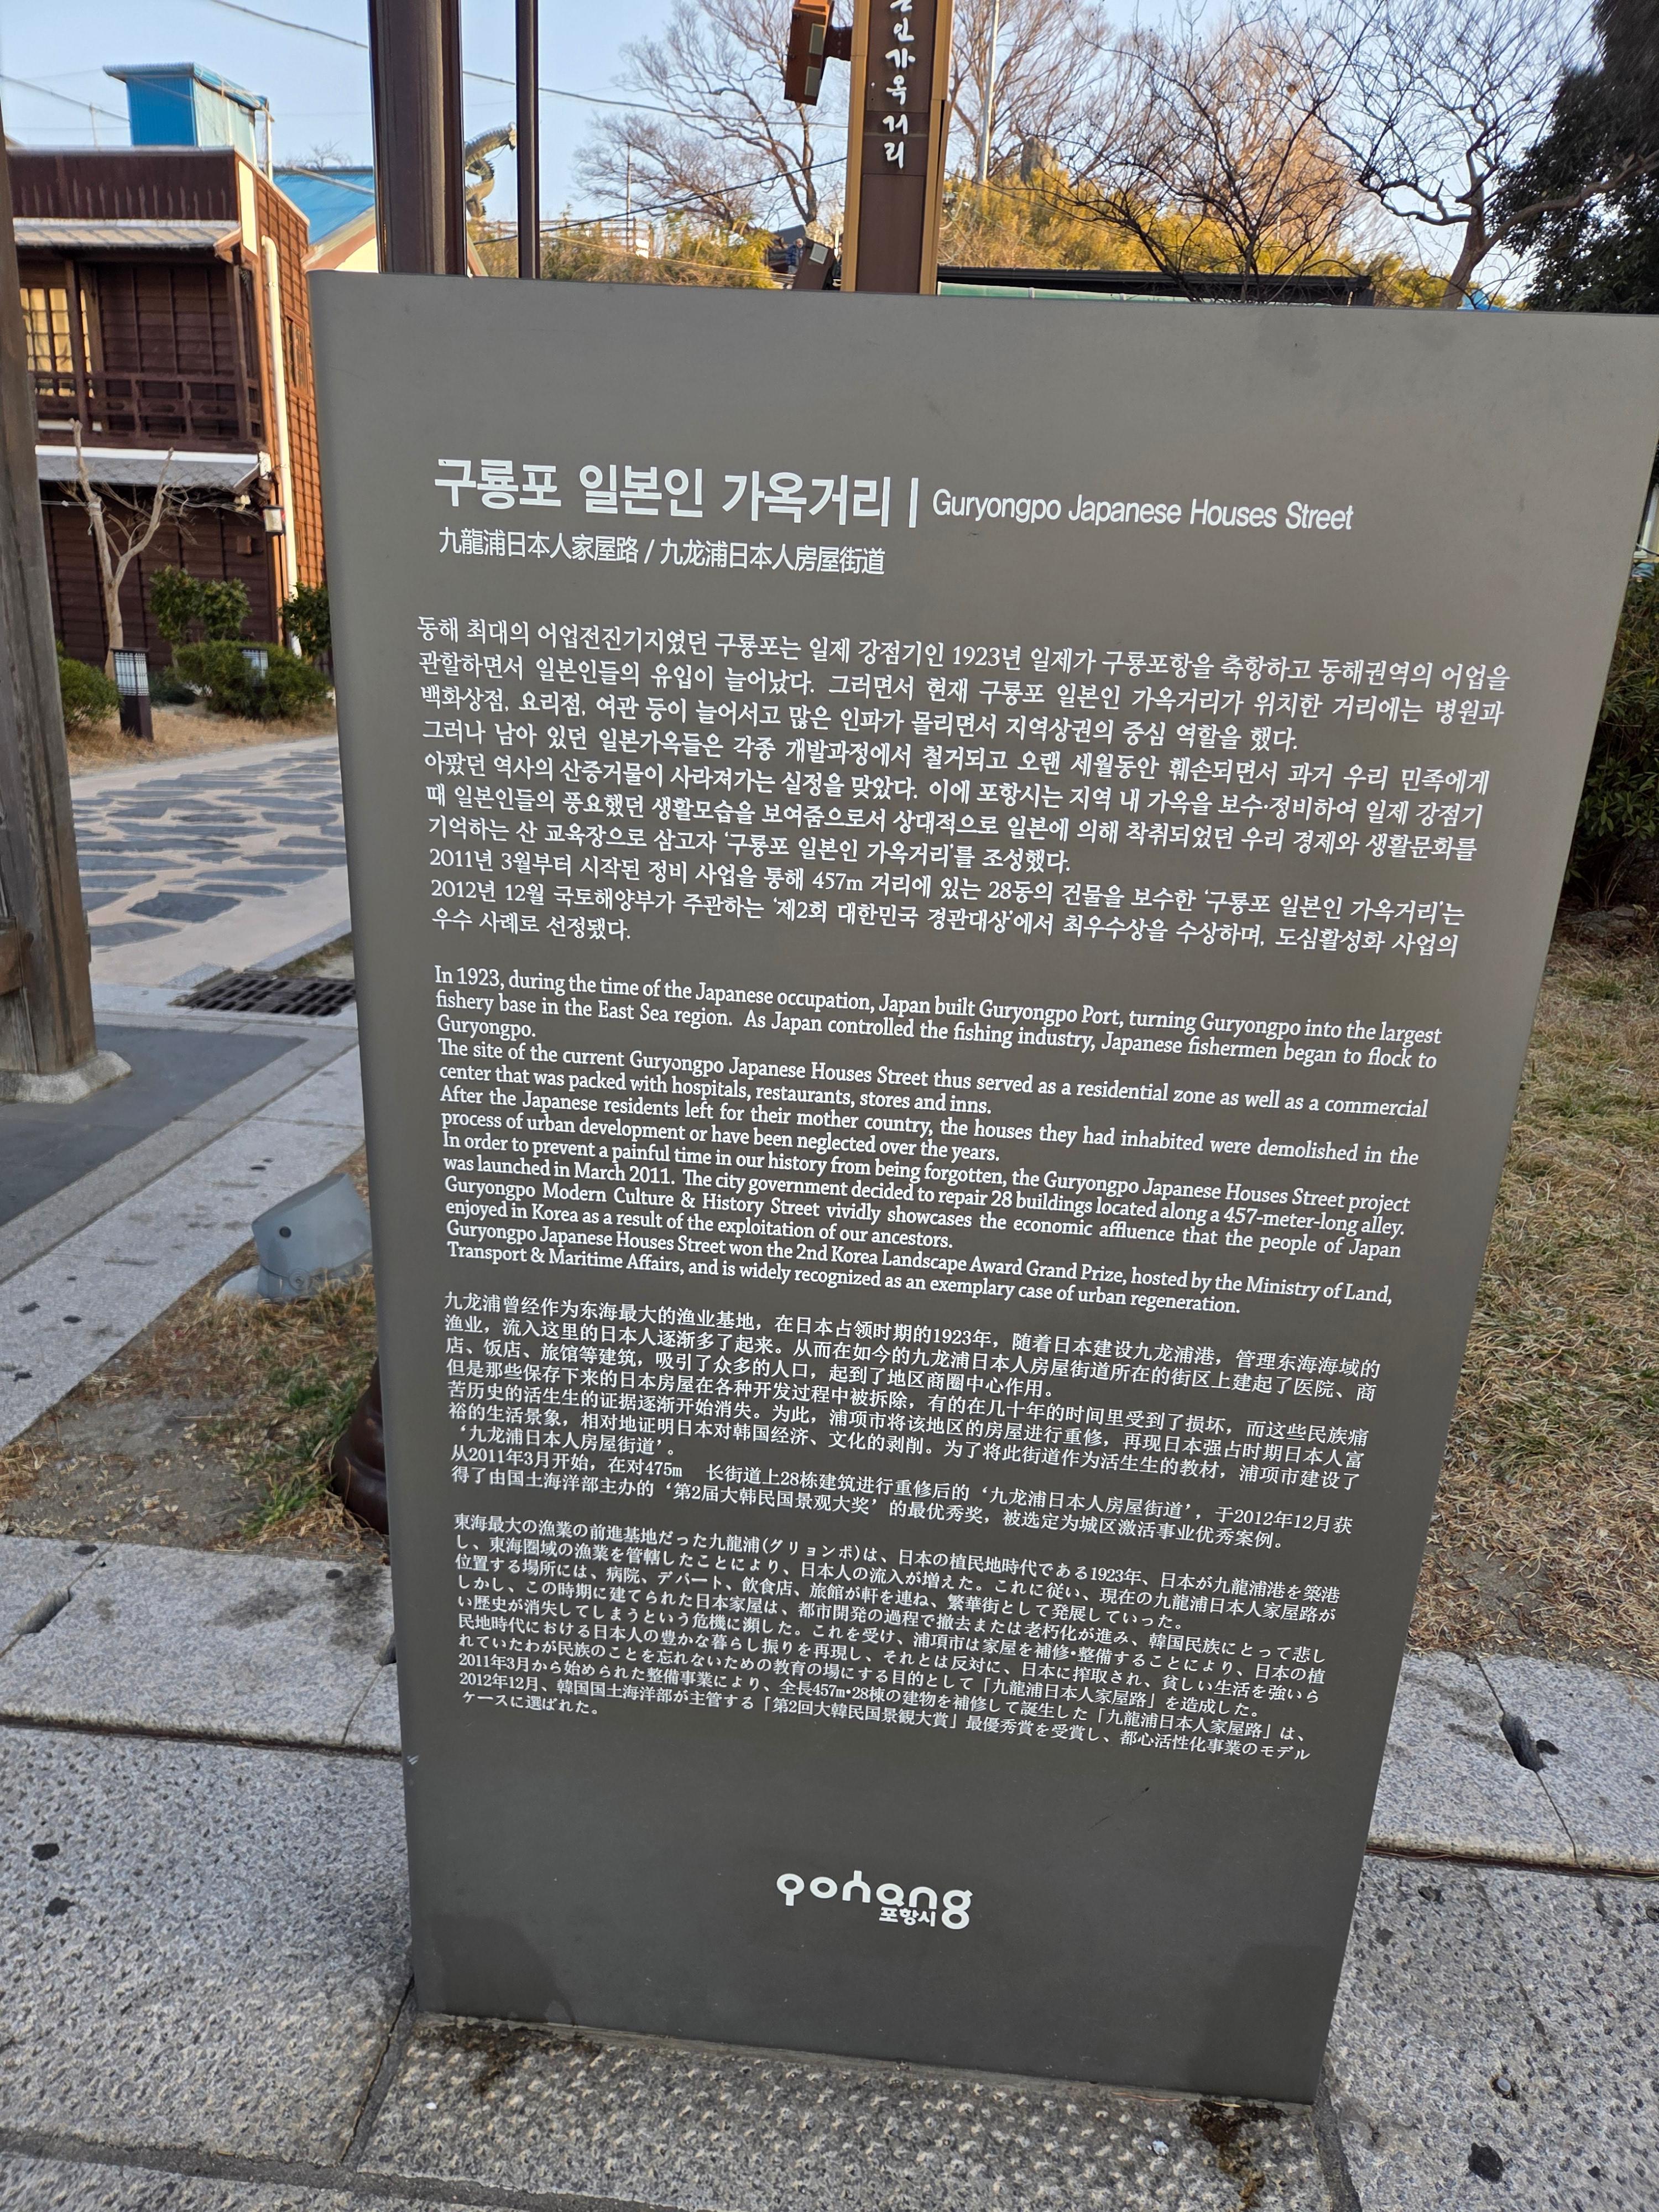 본인가옥거리
구룡포 일본인 가옥거리 | Guryongpo Japanese Houses Street
九龍浦日本人家屋路 / 九龙浦日本人房屋街道
동해 최대의 어업전진기지였던 구룡포는 일제 강점기인 1923년 일제가 구룡포항을 축항하고 동해권역의 어업을
관할하면서 일본인들의 유입이 늘어났다. 그러면서 현재 구룡포 일본인 가옥거리가 위치한 거리에는 병원과
백화상점, 요리점, 여관 등이 늘어서고 많은 인파가 몰리면서 지역상권의 중심 역할을 했다.
그러나 남아 있던 일본가옥들은 각종 개발과정에서 철거되고 오랜 세월동안 훼손되면서 과거 우리 민족에게
아팠던 역사의 산증거물이 사라져가는 실정을 맞았다. 이에 포항시는 지역 내 가옥을 보수·정비하여 일제 강점기
때 일본인들의 풍요했던 생활모습을 보여줌으로서 상대적으로 일본에 의해 착취되었던 우리 경제와 생활문화를
기억하는 산 교육장으로 삼고자 '구룡포 일본인 가옥거리'를 조성했다.
2011년 3월부터 시작된 정비 사업을 통해 457m 거리에 있는 28동의 건물을 보수한 '구룡포 일본인 가옥거리'는
2012년 12월 국토해양부가 주관하는 '제2회 대한민국 경관대상'에서 최우수상을 수상하며, 도심활성화 사업의
우수 사례로 선정됐다.
In 1923, during the time of the Japanese occupation, Japan built Guryongpo Port, turning Guryongpo into the largest
fishery base in the East Sea region. As Japan controlled the fishing industry, Japanese fishermen began to flock to
Guryongpo.
The site of the current Guryongpo Japanese Houses Street thus served as a residential zone as well as a commercial
center that was packed with hospitals, restaurants, stores and inns.
After the Japanese residents left for their mother country, the houses they had inhabited were demolished in the
process of urban development or have been neglected over the years.
In order to prevent a painful time in our history from being forgotten, the Guryongpo Japanese Houses Street project
was launched in March 2011. The city government decided to repair 28 buildings located along a 457-meter-long alley.
Guryongpo Modern Culture & History Street vividly showcases the economic affluence that the people of Japan
enjoyed in Korea as a result of the exploitation of our ancestors.
Guryongpo Japanese Houses Street won the 2nd Korea Landscape Award Grand Prize, hosted by the Ministry of Land,
Transport & Maritime Affairs, and is widely recognized as an exemplary case of urban regeneration.
九龙浦曾经作为东海最大的渔业基地，在日本占领时期的1923年，随着日本建设九龙浦港，管理东海海域的
渔业，流入这里的日本人逐渐多了起来。从而在如今的九龙浦日本人房屋街道所在的街区上建起了医院、商
店、饭店、旅馆等建筑，吸引了众多的人口，起到了地区商圈中心作用。
但是那些保存下来的日本房屋在各种开发过程中被拆除，有的在几十年的时间里受到了损坏，而这些民族痛
苦历史的活生生的证据逐渐开始消失。为此，浦项市将该地区的房屋进行重修，再现日本强占时期日本人富
裕的生活景象，相对地证明日本对韩国经济、文化的剥削。为了将此街道作为活生生的教材，浦项市建设了
‘九龙浦日本人房屋街道’。
从2011年3月开始，在对475m 长街道上28栋建筑进行重修后的‘九龙浦日本人房屋街道’，于2012年12月获
得了由国土海洋部主办的‘第2届大韩民国景观大奖’的最优秀奖，被选定为城区激活事业优秀案例。
東海最大の漁業の前進基地だった九龍浦(グリョンポ)は、日本の植民地時代である1923年、日本が九龍浦港を築港
し、東海圏域の漁業を管轄したことにより、日本人の流入が増えた。これに従い、現在の九龍浦日本人家屋路が
位置する場所には、病院、デパート、飲食店、旅館が軒を連ね、繁華街として発展していった。
しかし、この時期に建てられた日本家屋は、都市開発の過程で撤去または老朽化が進み、韓国民族にとって悲し
い歴史が消失してしまうという危機に瀕した。これを受け、浦項市は家屋を補修・整備することにより、日本の植
民地時代における日本人の豊かな暮らし振りを再現し、それとは反対に、日本に搾取され、貧しい生活を強いら
れていたわが民族のことを忘れないための教育の場にする目的として「九龍浦日本人家屋路」を造成した。
2011年3月から始められた整備事業により、全長457m・28棟の建物を補修して誕生した「九龍浦日本人家屋路」は、
2012年12月、韓国国土海洋部が主管する「第2回大韓民国景観大賞」最優秀賞を受賞し、都心活性化事業のモデル
ケースに選ばれた。
pohang
포항시